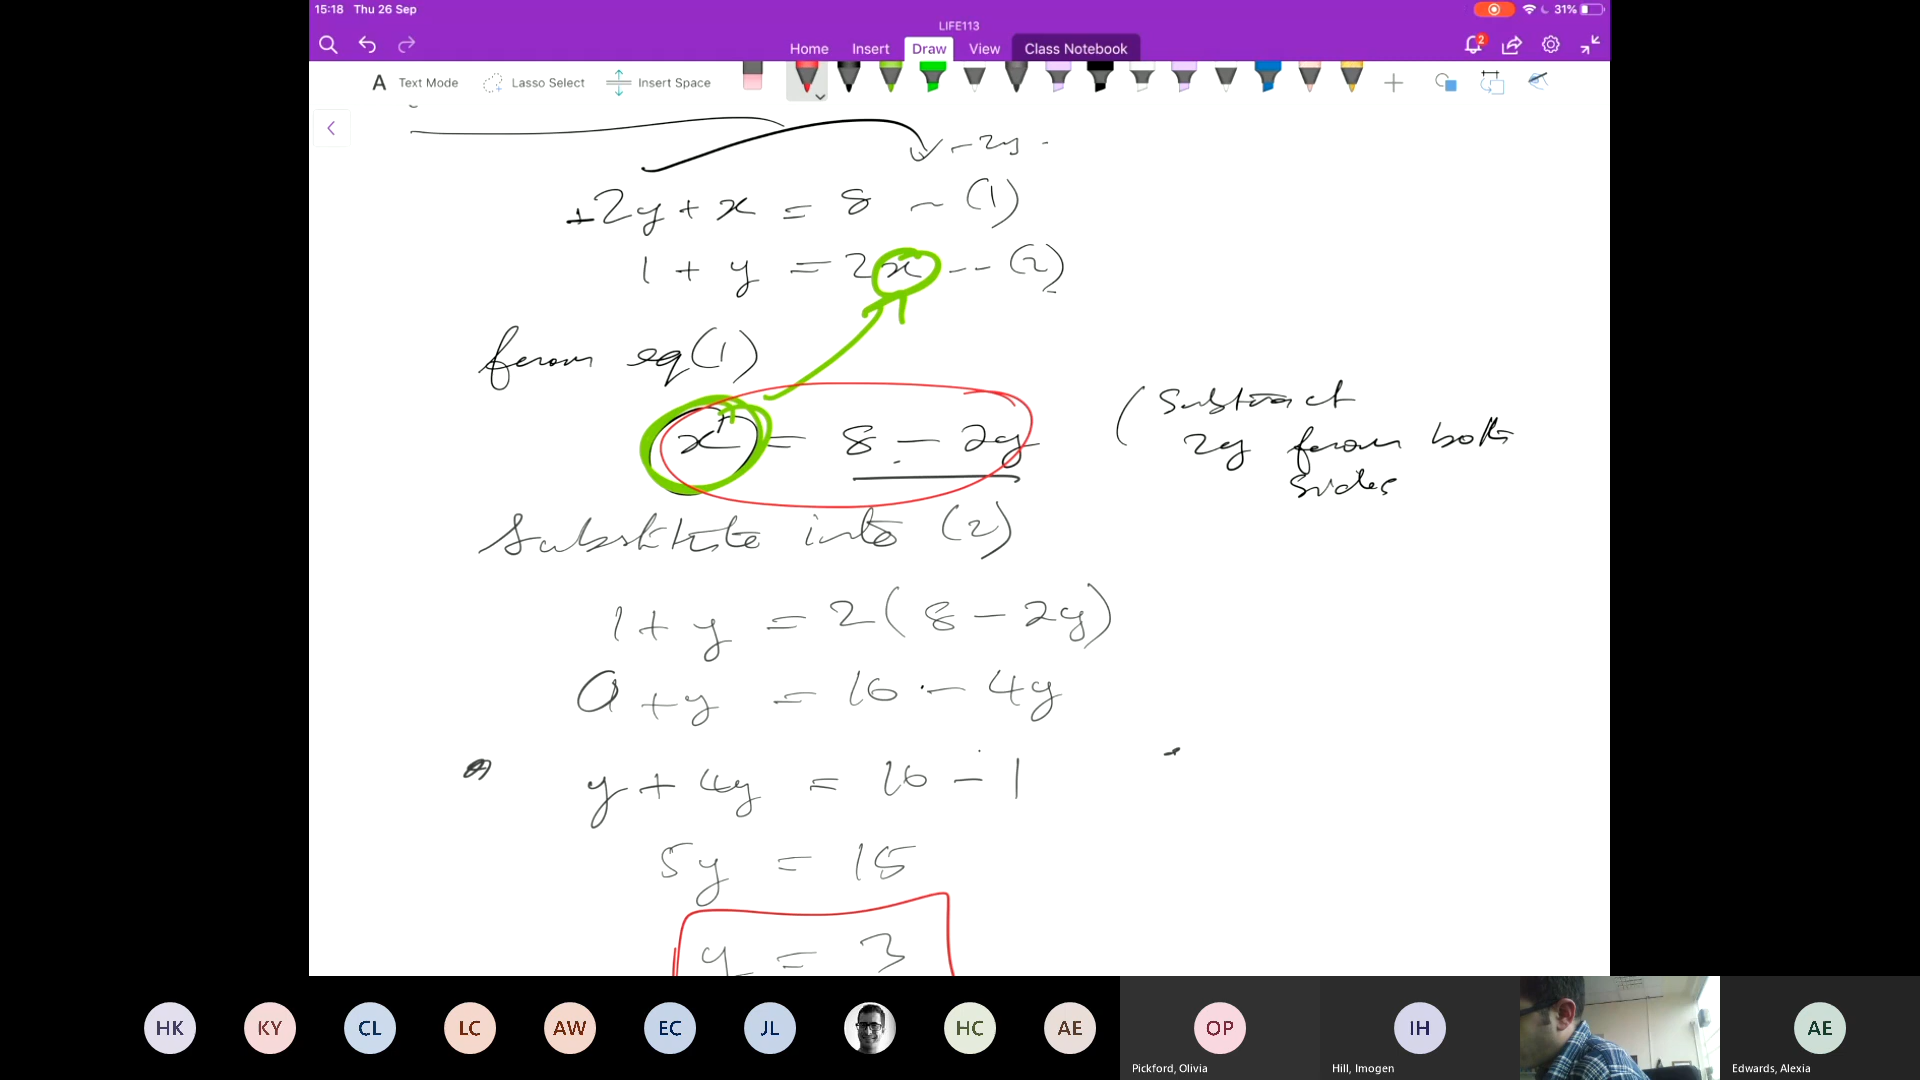 15:18 Thu 26 Sep
31%
LIFE113
Home Insert Draw View Class Notebook
2
A Text Mode Lasso Select Insert Space
- 2y
+2y + x = 8 ~ (1)
1 + y = 2x -- (2)
from eq(1)
x = 8 - 2y
(Subtract
2y from both
sides
Substitute into (2)
1 + y = 2(8 - 2y)
+ y = 16 - 4y
y + 4y = 16 - 1
5y = 15
y = 3
HK KY CL LC AW EC JL HC AE OP IH AE
Pickford, Olivia Hill, Imogen Edwards, Alexia